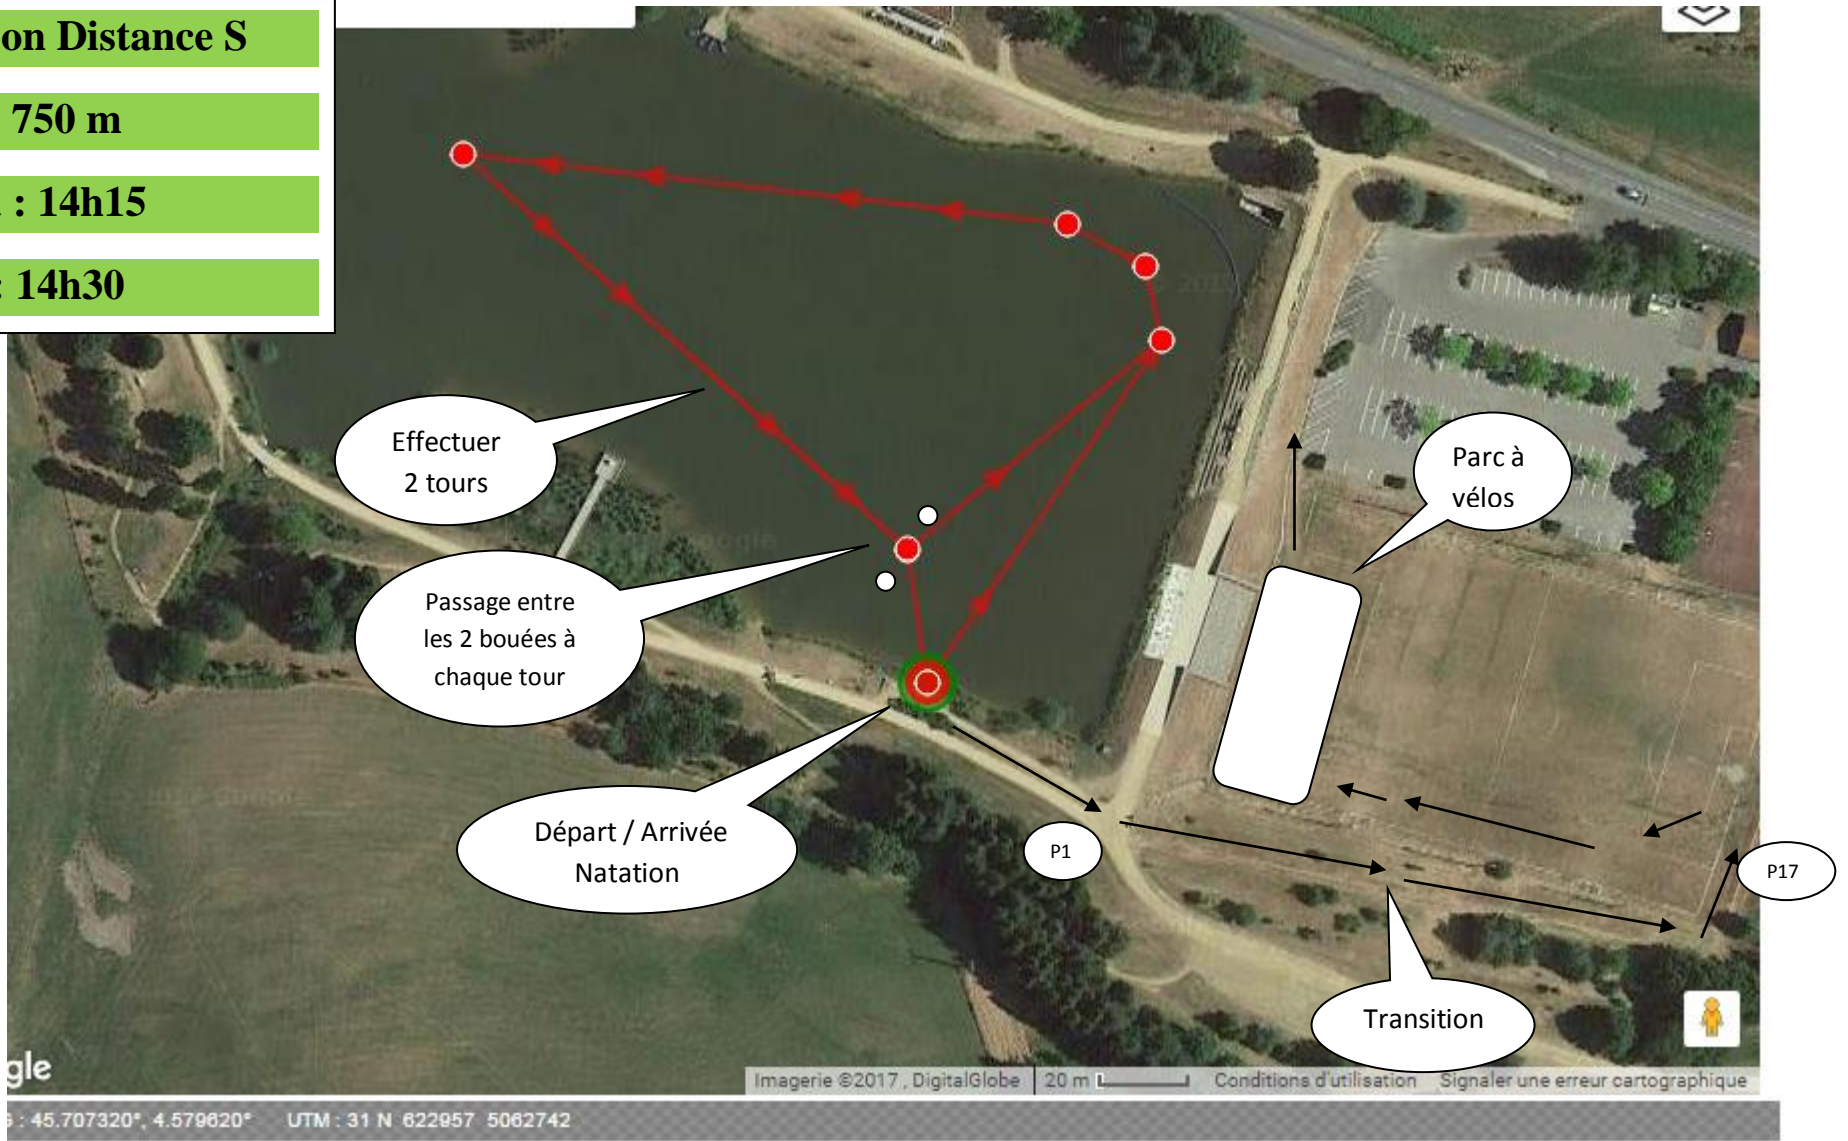 on Distance S
750 m
: 14h15
: 14h30
Effectuer
2 tours
Parc à
vélos
Passage entre
les 2 bouées à
chaque tour
Départ / Arrivée
Natation
P1
P17
Transition
gle
Imagerie ©2017 , DigitalGlobe
20 m
Conditions d'utilisation
Signaler une erreur cartographique
: 45.707320°, 4.579620° UTM : 31 N 622957 5062742